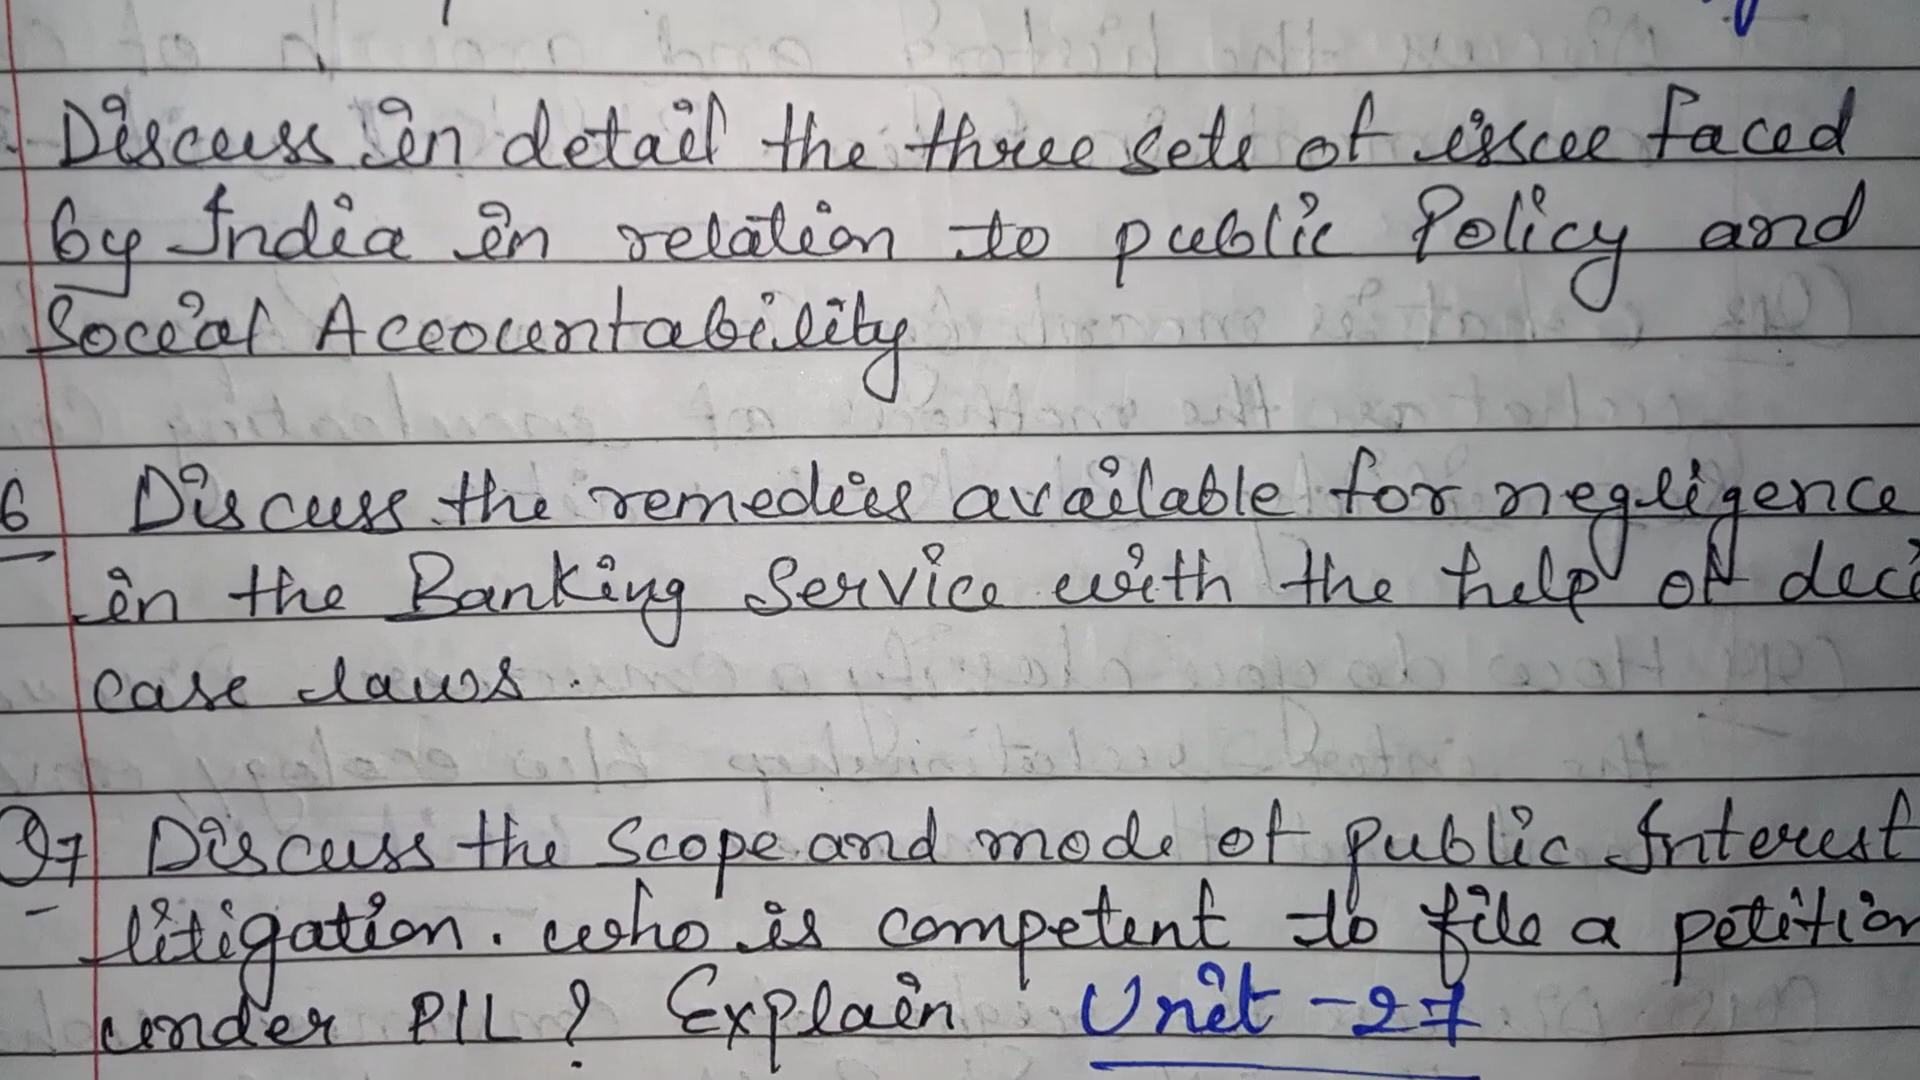 Discuss in detail the three sets of issue faced
by India in relation to public Policy and
Social Accountability
6 Discuss the remedies available for negligence
in the Banking Service with the help of deci
case laws.
Q7 Discuss the scope and mode of public Interest
litigation. who is competent to file a petition
under PIL? Explain Unit-27